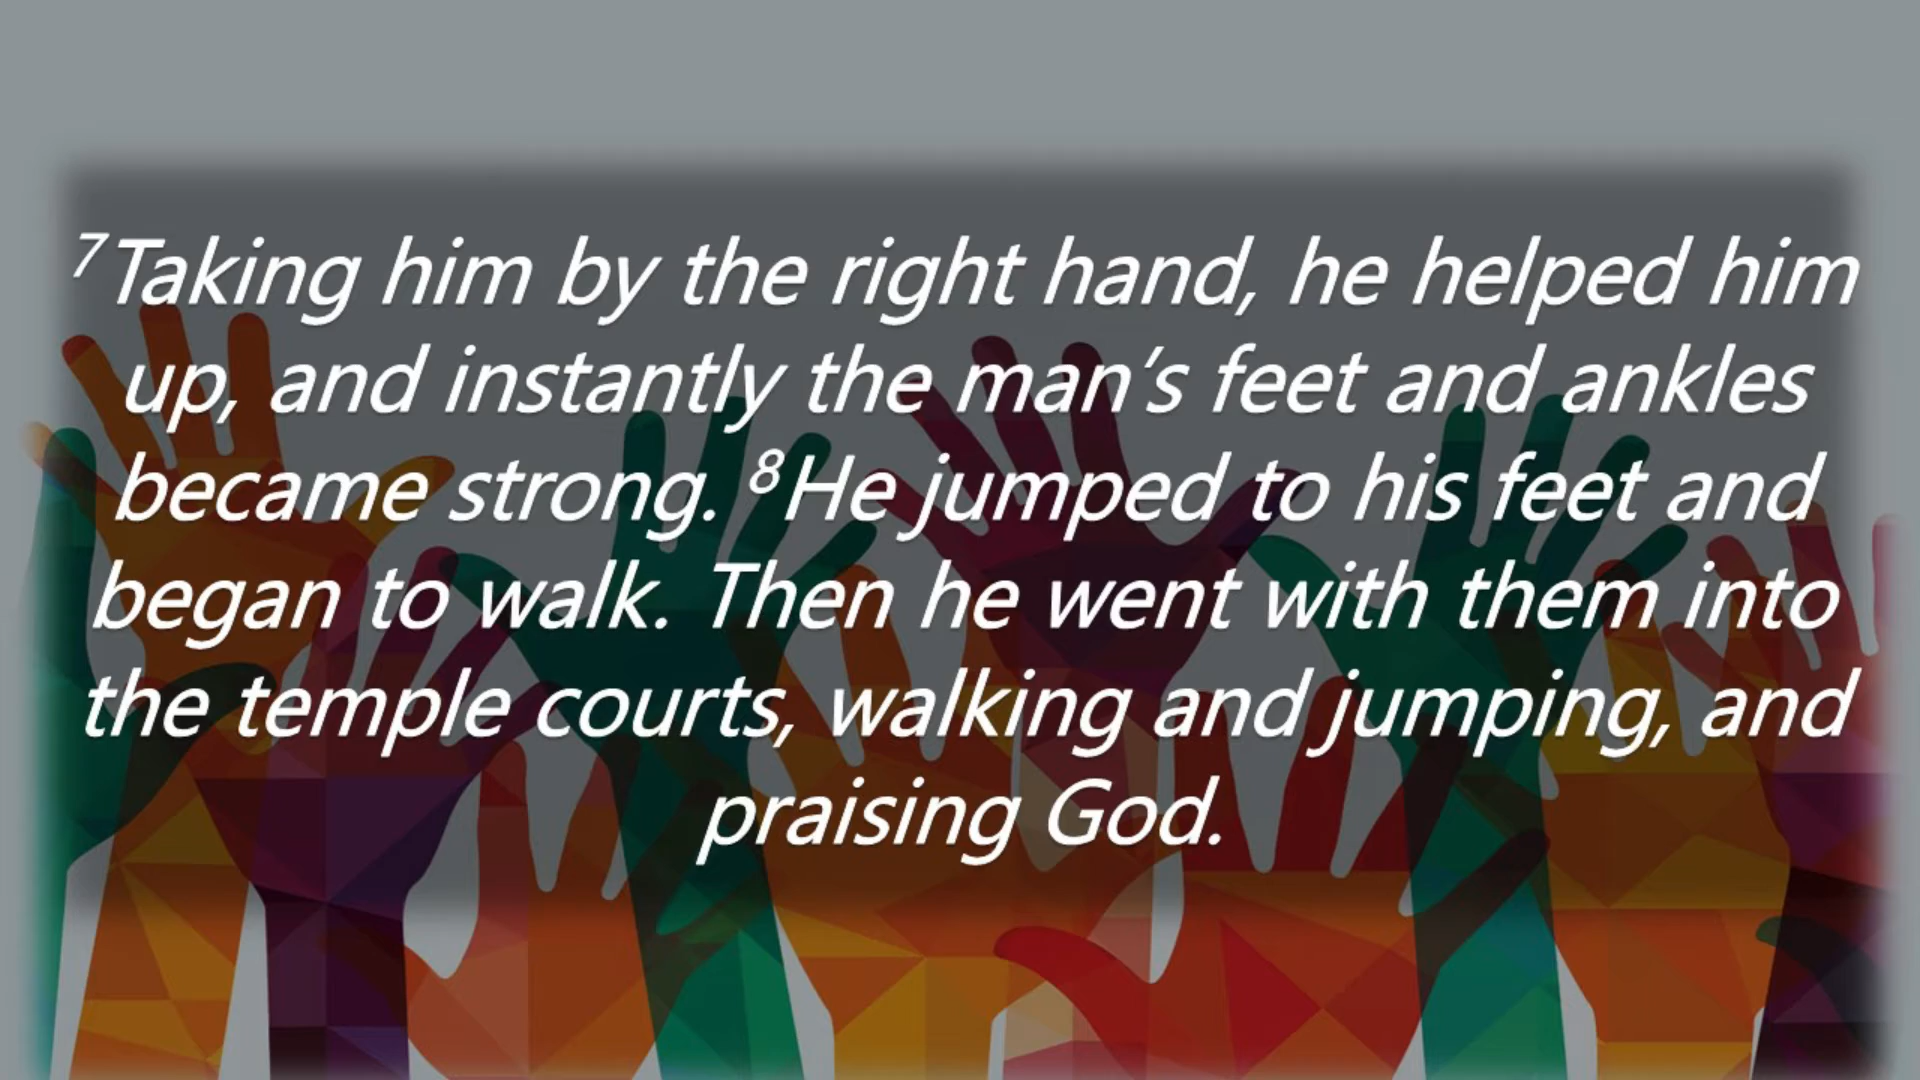 ⁷Taking him by the right hand, he helped him
up, and instantly the man’s feet and ankles
became strong. ⁸He jumped to his feet and
began to walk. Then he went with them into
the temple courts, walking and jumping, and
praising God.